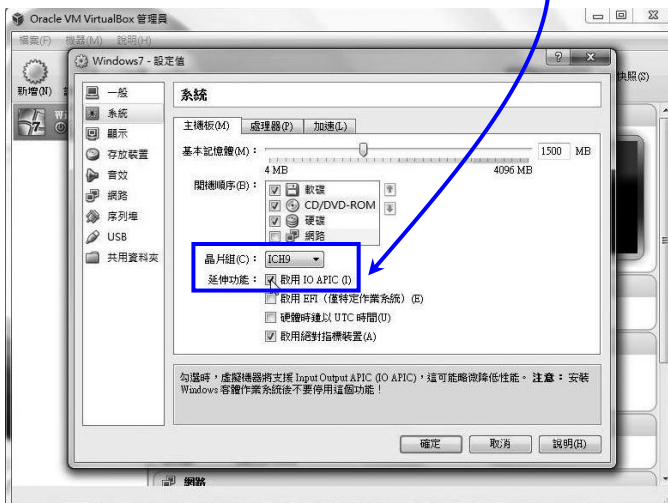 Oracle VM VirtualBox 管理員
檔案(F) 機器(M) 說明(H)
Windows7 - 設定值
新增(N)
快照(S)
一般
系統
顯示
存放裝置
音效
網路
序列埠
USB
共用資料夾
系統
主機板(M) 處理器(P) 加速(L)
基本記憶體(M)： 1500 MB
4 MB 4096 MB
開機順序(B)： 軟碟
CD/DVD-ROM
硬碟
網路
晶片組(C)： ICH9
延伸功能： 啟用 IO APIC (I)
啟用 EFI（僅特定作業系統）(E)
硬體時鐘以 UTC 時間(U)
啟用絕對指標裝置(A)
勾選時，虛擬機器將支援 Input Output APIC (IO APIC)，這可能略微降低性能。注意： 安裝
Windows 客體作業系統後不要停用這個功能！
確定 取消 說明(H)
網路